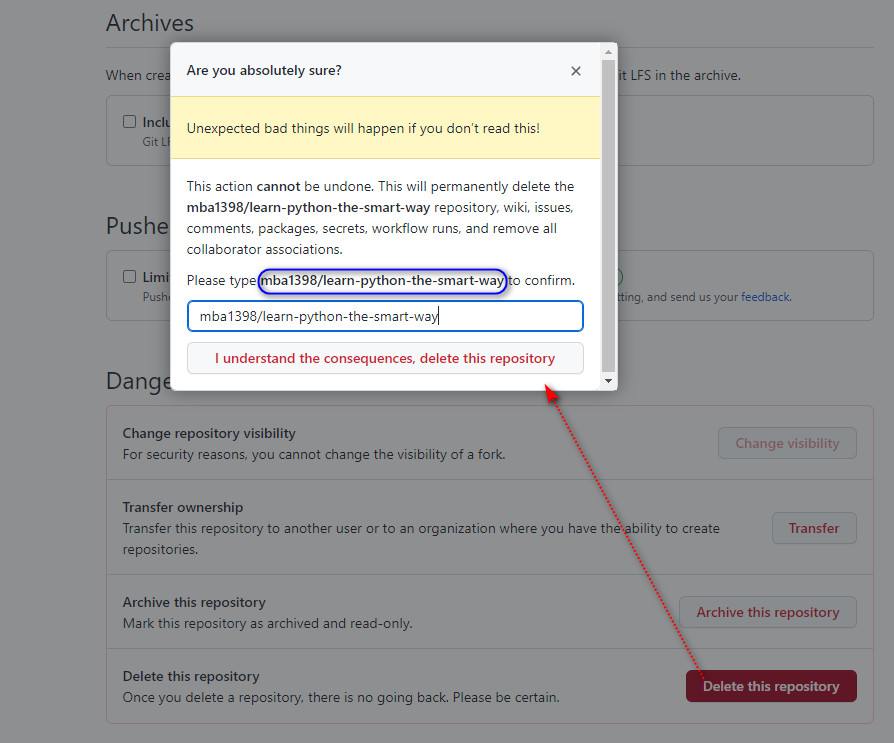 Archives
When crea
it LFS in the archive.
Inclu
Git LF
Are you absolutely sure?
Unexpected bad things will happen if you don't read this!
This action cannot be undone. This will permanently delete the
mba1398/learn-python-the-smart-way repository, wiki, issues,
comments, packages, secrets, workflow runs, and remove all
collaborator associations.
Please type mba1398/learn-python-the-smart-way to confirm.
mba1398/learn-python-the-smart-way
I understand the consequences, delete this repository
Pushe
Limi
Pushe
tting, and send us your feedback.
Dange
Change repository visibility
For security reasons, you cannot change the visibility of a fork.
Change visibility
Transfer ownership
Transfer this repository to another user or to an organization where you have the ability to create
repositories.
Transfer
Archive this repository
Mark this repository as archived and read-only.
Archive this repository
Delete this repository
Once you delete a repository, there is no going back. Please be certain.
Delete this repository